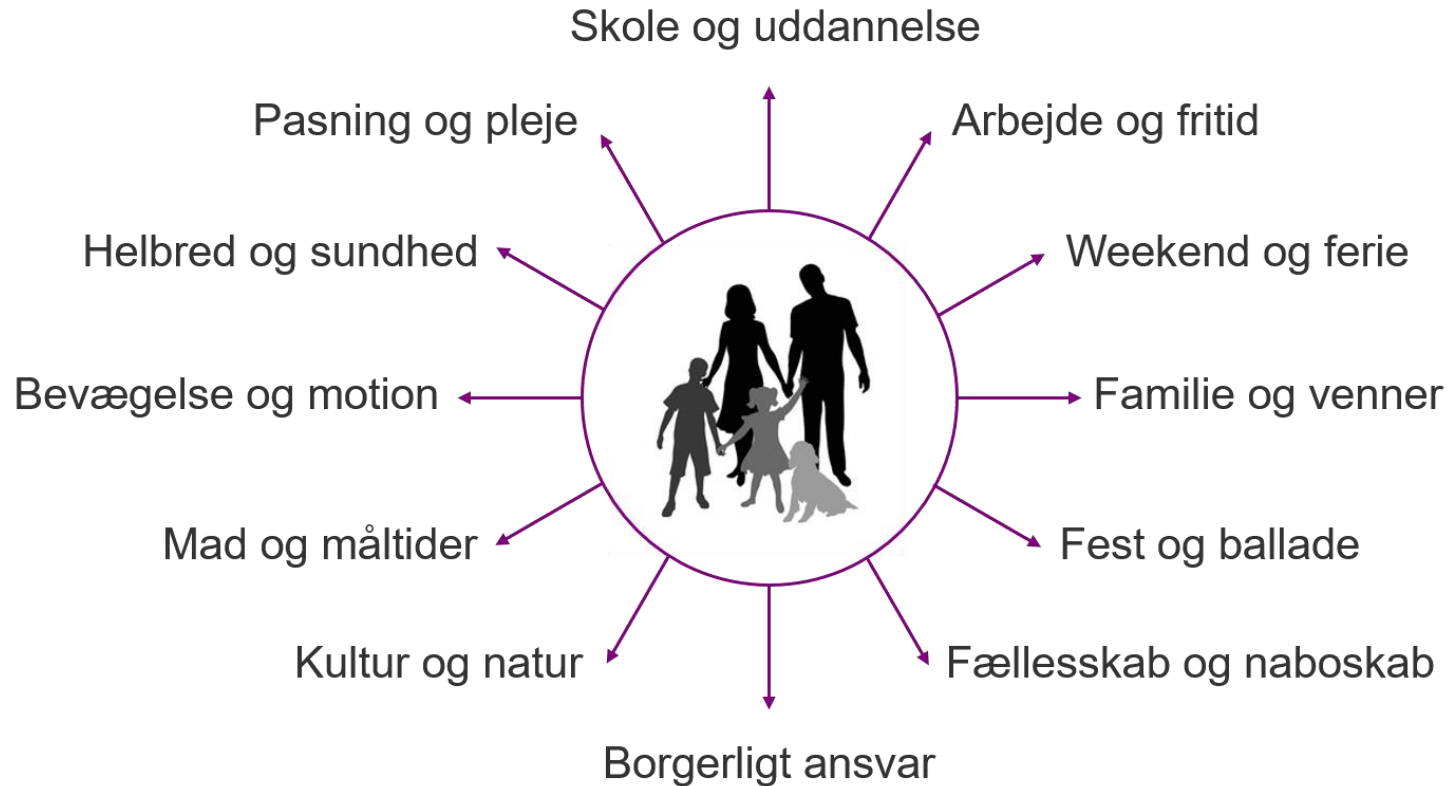 Skole og uddannelse
Pasning og pleje
Arbejde og fritid
Helbred og sundhed
Weekend og ferie
Bevægelse og motion
Familie og venner
Mad og måltider
Fest og ballade
Kultur og natur
Fællesskab og naboskab
Borgerligt ansvar